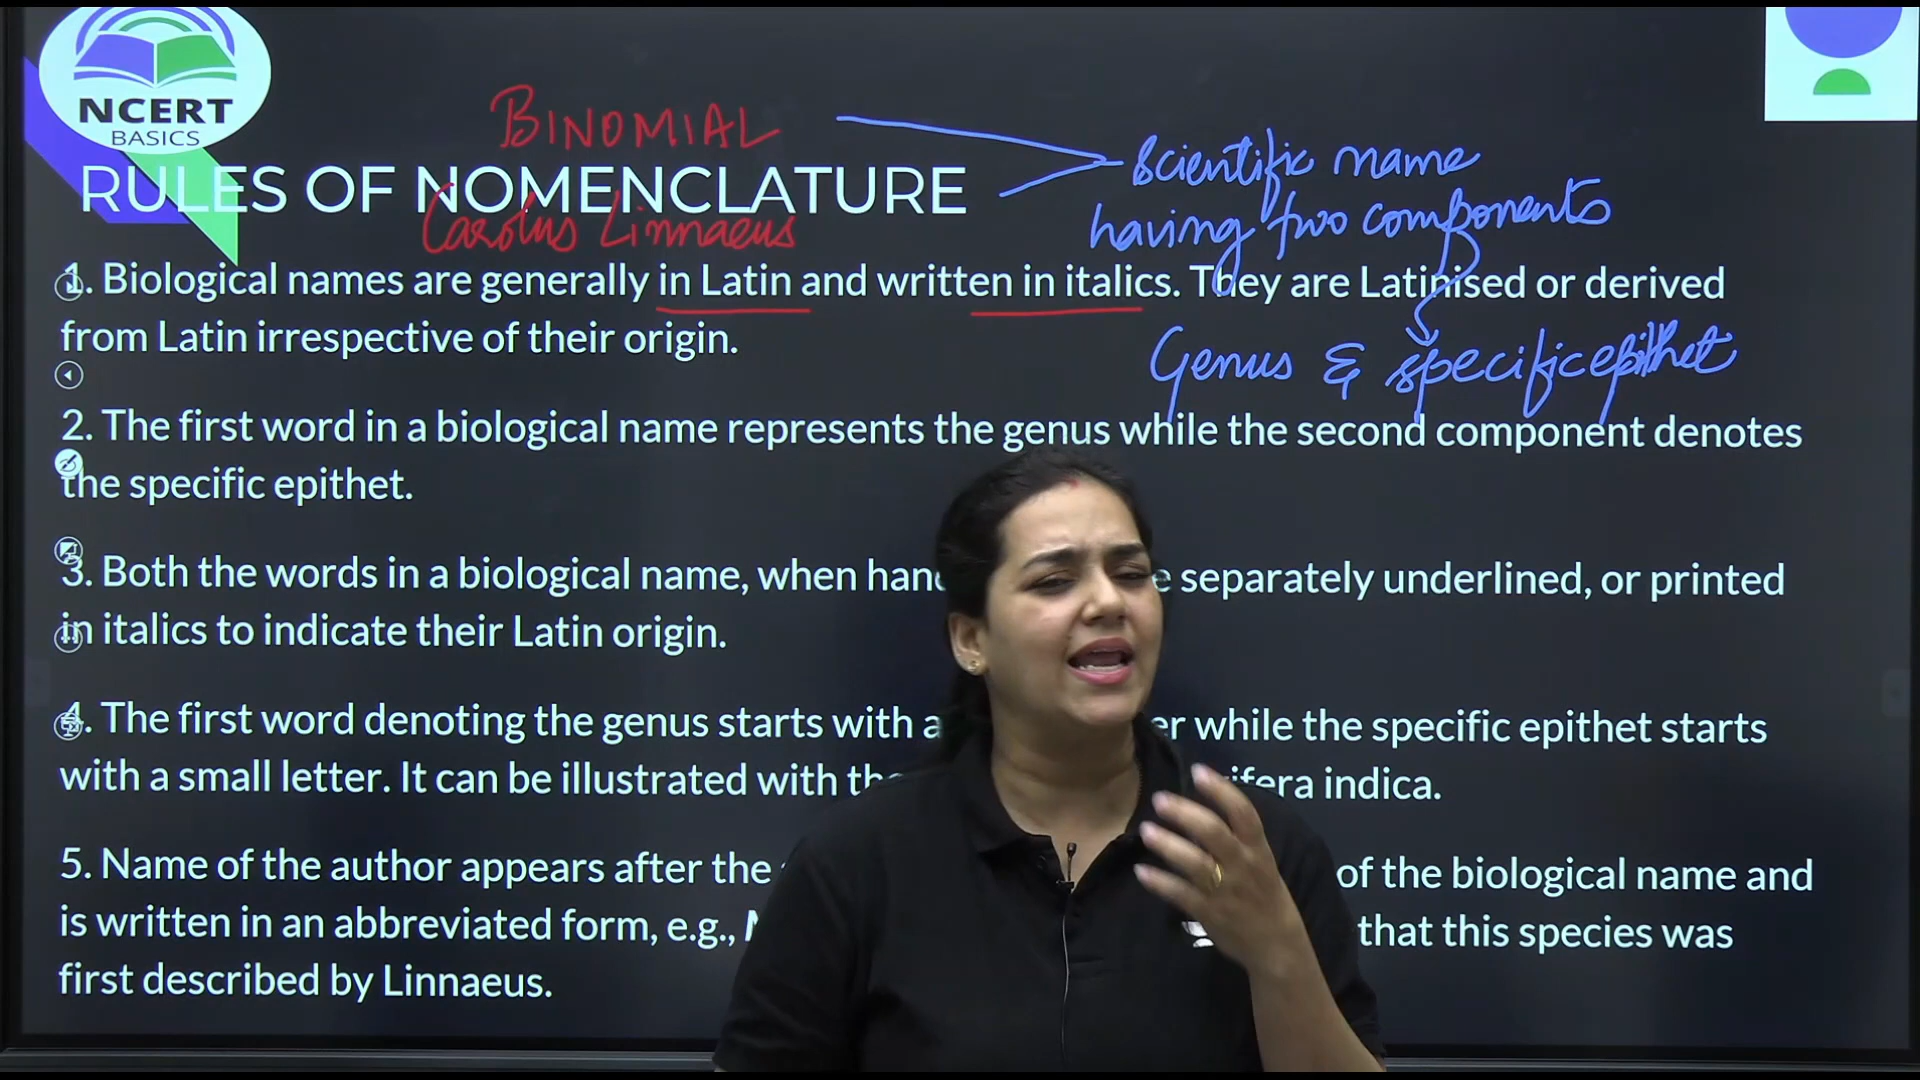 NCERT
BASICS
BINOMIAL
RULES OF NOMENCLATURE
Carolus Linnaeus
scientific name
having two components
Genus & specific epithet
1. Biological names are generally in Latin and written in italics. They are Latinised or derived
from Latin irrespective of their origin.
2. The first word in a biological name represents the genus while the second component denotes
the specific epithet.
3. Both the words in a biological name, when separately underlined, or printed
in italics to indicate their Latin origin.
4. The first word denoting the genus starts with a while the specific epithet starts
with a small letter. It can be illustrated with indica.
5. Name of the author appears after the of the biological name and
is written in an abbreviated form, e.g., that this species was
first described by Linnaeus.